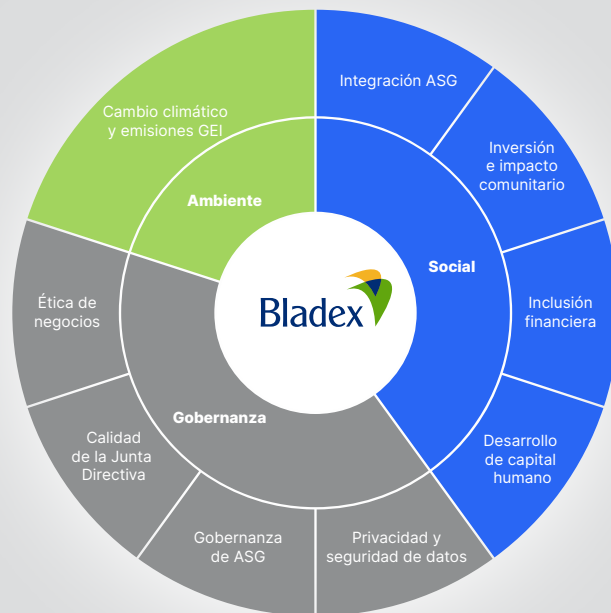 Integración ASG
Cambio climático
y emisiones GEI
Inversión
e impacto
comunitario
Ambiente
Social
Ética de
negocios
Bladex
Inclusión
financiera
Gobernanza
Calidad
de la Junta
Directiva
Desarrollo
de capital
humano
Gobernanza
de ASG
Privacidad y
seguridad de datos